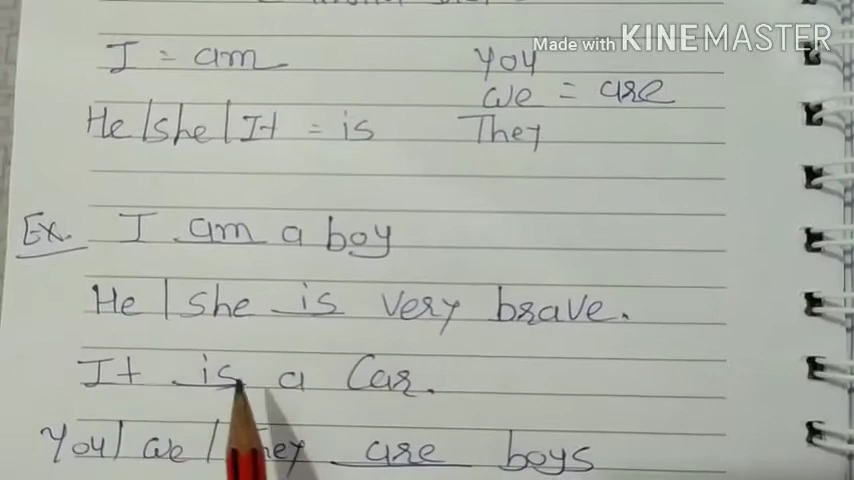 Made with KINEMASTER
I = am
You
we = are
They
He/she/It = is
Ex. I am a boy
He/she is very brave.
It is a Car.
You/we/They are boys